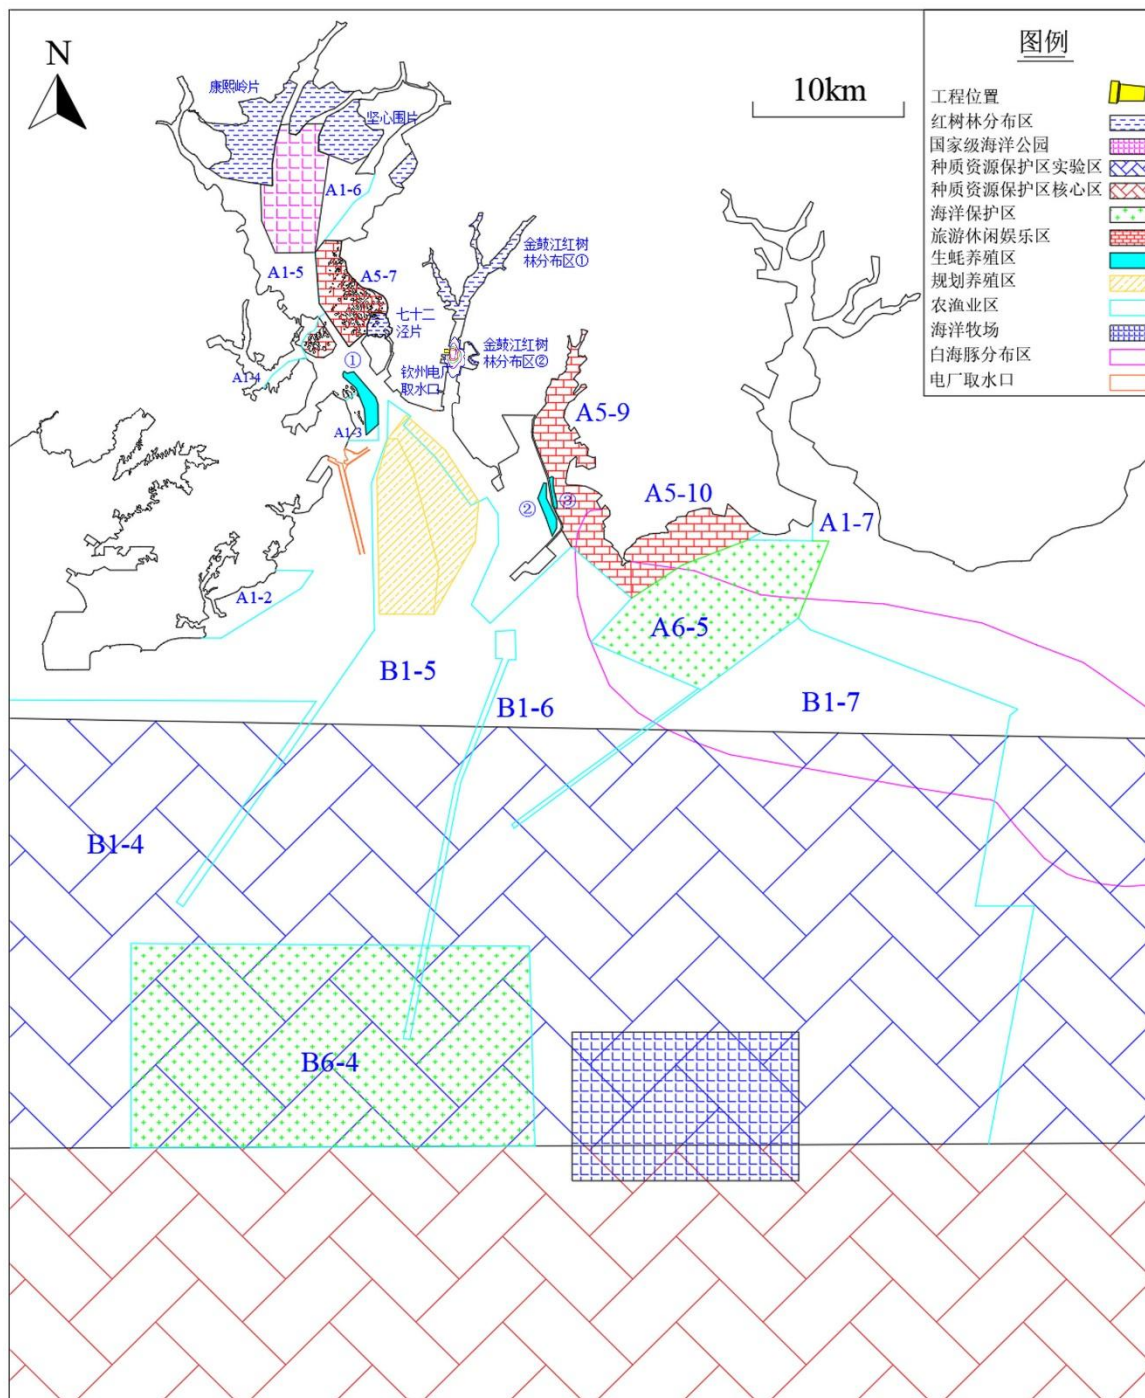 N
10km
图例
工程位置
红树林分布区
国家级海洋公园
种质资源保护区实验区
种质资源保护区核心区
海洋保护区
旅游休闲娱乐区
生蚝养殖区
规划养殖区
农渔业区
海洋牧场
白海豚分布区
电厂取水口
康熙岭片
坚心围片
A1-6
金鼓江红树
林分布区①
A1-5
A5-7
七十二
泾片
金鼓江红树
林分布区②
①
钦州电厂
取水口
A1-4
A1-3
A5-9
A5-10
②
③
A1-7
A1-2
A6-5
B1-5
B1-6
B1-7
B1-4
B6-4